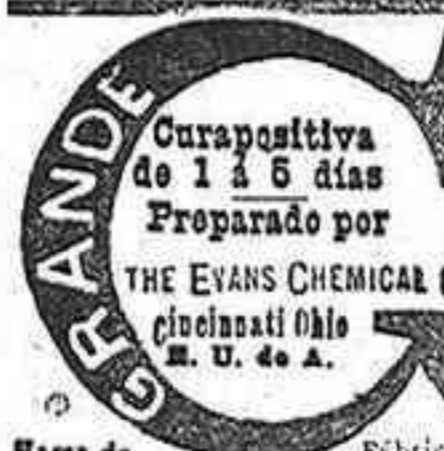 GRANDE
Curapositiva
de 1 á 5 días
Preparado por
THE EVANS CHEMICAL
Cincinnati Ohio
E. U. de A.